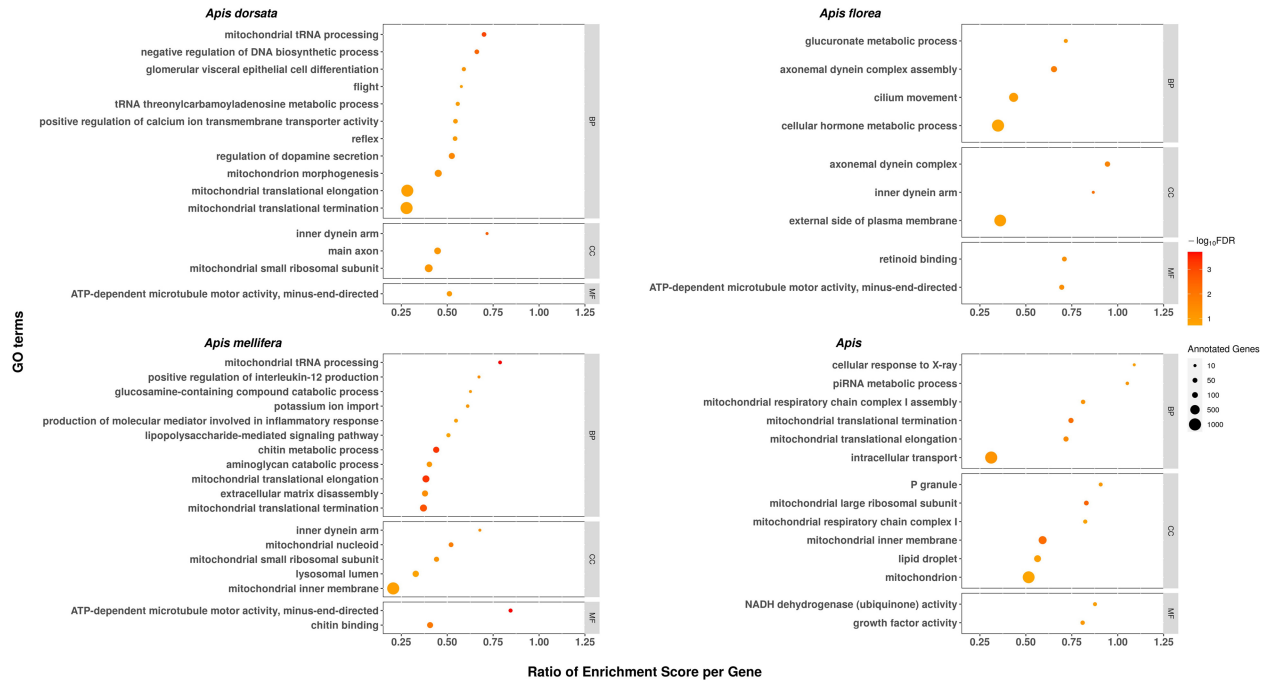 Apis dorsata
mitochondrial tRNA processing
negative regulation of DNA biosynthetic process
glomerular visceral epithelial cell differentiation
flight
tRNA threonylcarbamoyladenosine metabolic process
positive regulation of calcium ion transmembrane transporter activity
reflex
regulation of dopamine secretion
mitochondrion morphogenesis
mitochondrial translational elongation
mitochondrial translational termination
BP
inner dynein arm
main axon
mitochondrial small ribosomal subunit
CC
ATP-dependent microtubule motor activity, minus-end-directed
MF
0.25 0.50 0.75 1.00 1.25
Apis florea
glucuronate metabolic process
axonemal dynein complex assembly
cilium movement
cellular hormone metabolic process
BP
axonemal dynein complex
inner dynein arm
external side of plasma membrane
CC
retinoid binding
ATP-dependent microtubule motor activity, minus-end-directed
MF
0.25 0.50 0.75 1.00 1.25
Apis mellifera
mitochondrial tRNA processing
positive regulation of interleukin-12 production
glucosamine-containing compound catabolic process
potassium ion import
production of molecular mediator involved in inflammatory response
lipopolysaccharide-mediated signaling pathway
chitin metabolic process
aminoglycan catabolic process
mitochondrial translational elongation
extracellular matrix disassembly
mitochondrial translational termination
BP
inner dynein arm
mitochondrial nucleoid
mitochondrial small ribosomal subunit
lysosomal lumen
mitochondrial inner membrane
CC
ATP-dependent microtubule motor activity, minus-end-directed
chitin binding
MF
0.25 0.50 0.75 1.00 1.25
Apis
cellular response to X-ray
piRNA metabolic process
mitochondrial respiratory chain complex I assembly
mitochondrial translational termination
mitochondrial translational elongation
intracellular transport
BP
P granule
mitochondrial large ribosomal subunit
mitochondrial respiratory chain complex I
mitochondrial inner membrane
lipid droplet
mitochondrion
CC
NADH dehydrogenase (ubiquinone) activity
growth factor activity
MF
0.25 0.50 0.75 1.00 1.25
GO terms
Ratio of Enrichment Score per Gene
− log₁₀FDR
3
2
1
Annotated Genes
10
50
100
500
1000